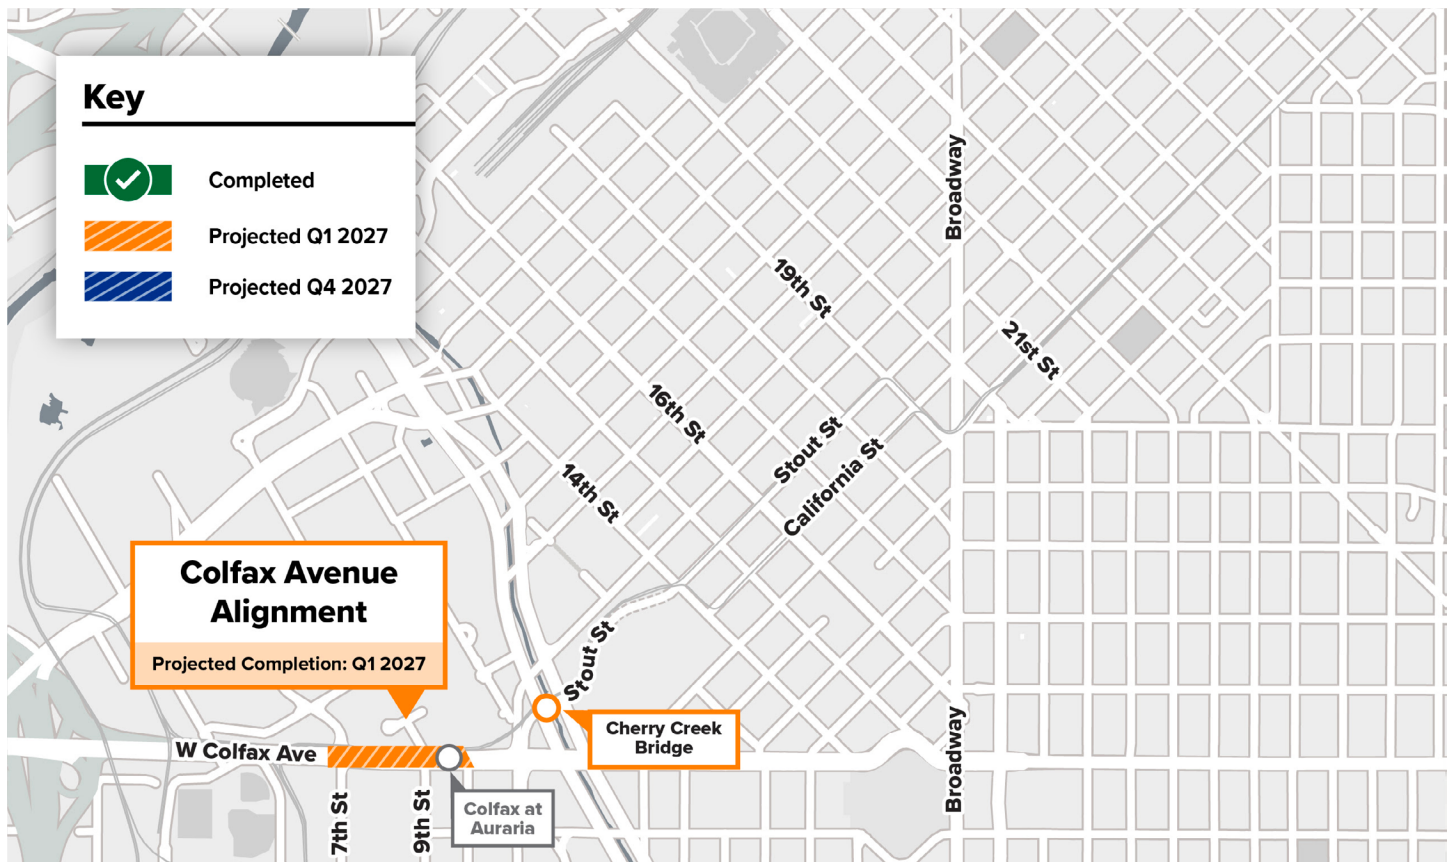 Key
Completed
Projected Q1 2027
Projected Q4 2027
Broadway
19th St
21st St
16th St
Stout St
California St
14th St
Colfax Avenue
Alignment
Projected Completion: Q1 2027
Stout St
Cherry Creek
Bridge
W Colfax Ave
Broadway
7th St
9th St
Colfax at
Auraria